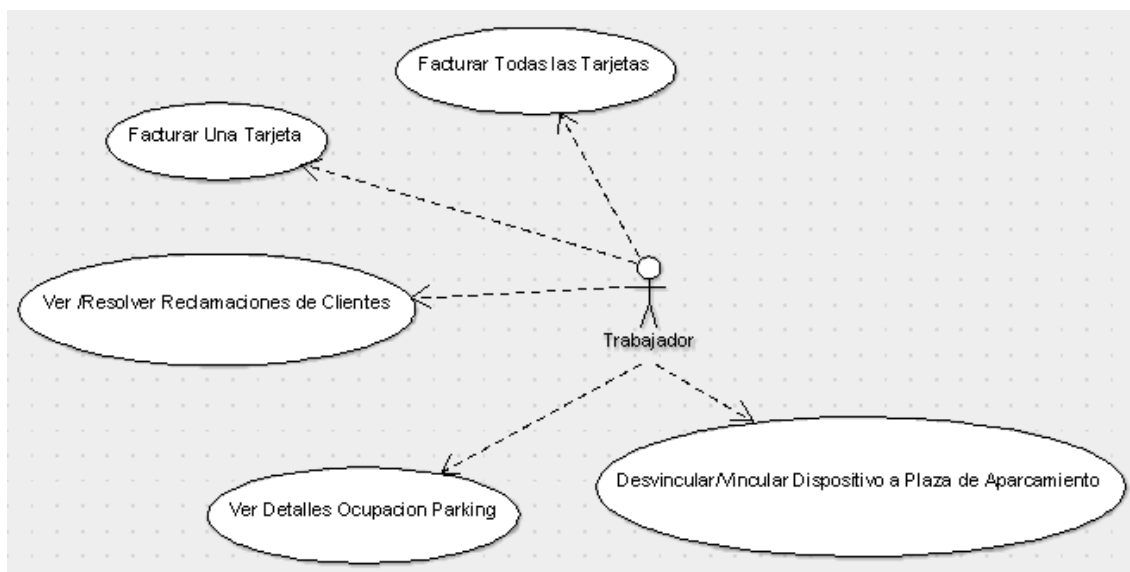 Facturar Todas las Tarjetas
Facturar Una Tarjeta
Ver /Resolver Reclamaciones de Clientes
Trabajador
Desvincular/Vincular Dispositivo a Plaza de Aparcamiento
Ver Detalles Ocupacion Parking